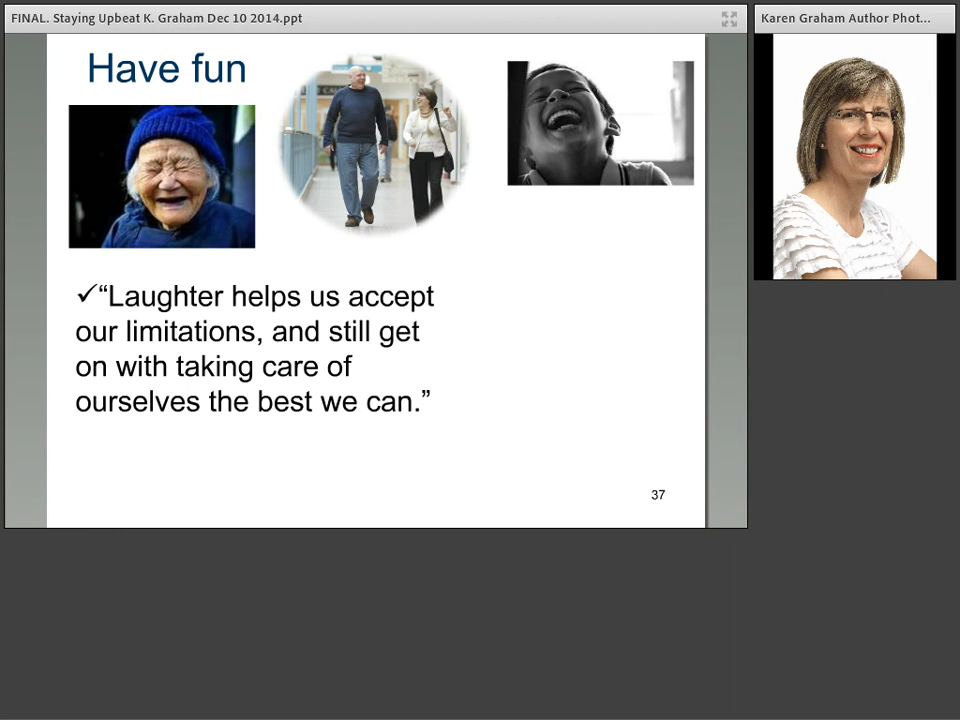 FINAL. Staying Upbeat K. Graham Dec 10 2014.ppt
Karen Graham Author Phot...
Have fun
✓“Laughter helps us accept
our limitations, and still get
on with taking care of
ourselves the best we can.”
37